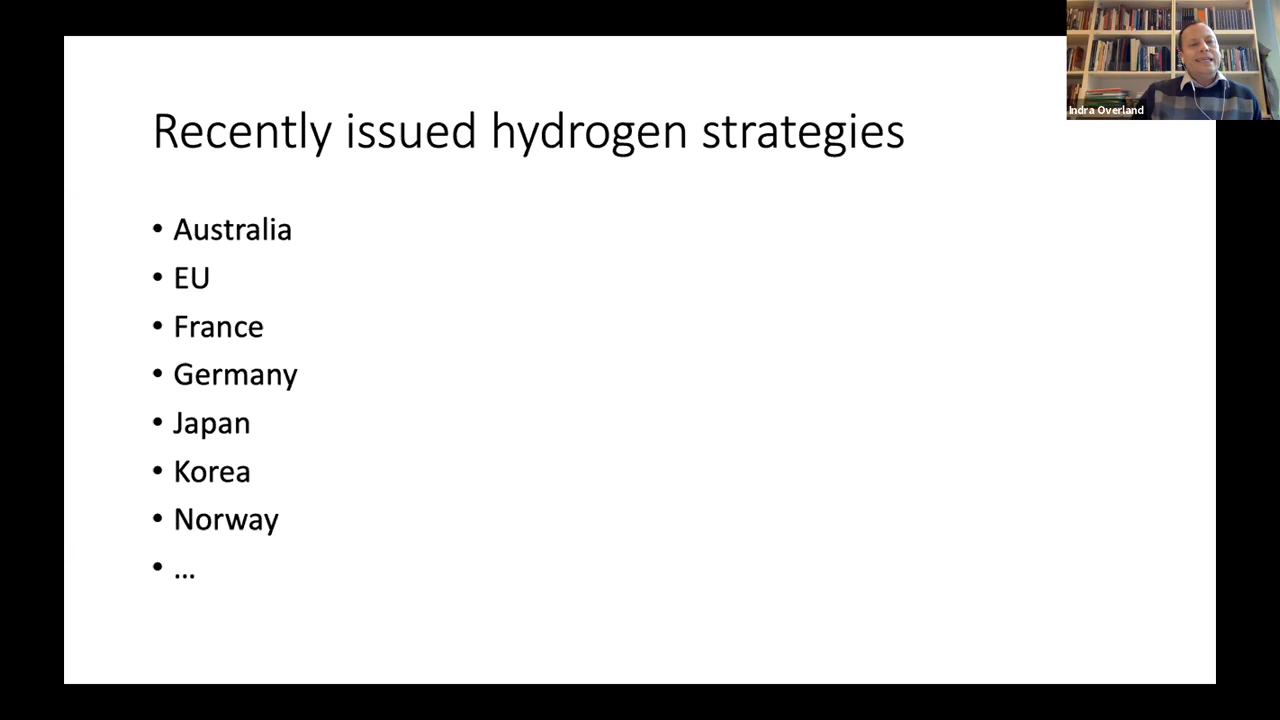 Recently issued hydrogen strategies
• Australia
• EU
• France
• Germany
• Japan
• Korea
• Norway
• ...
Indra Overland